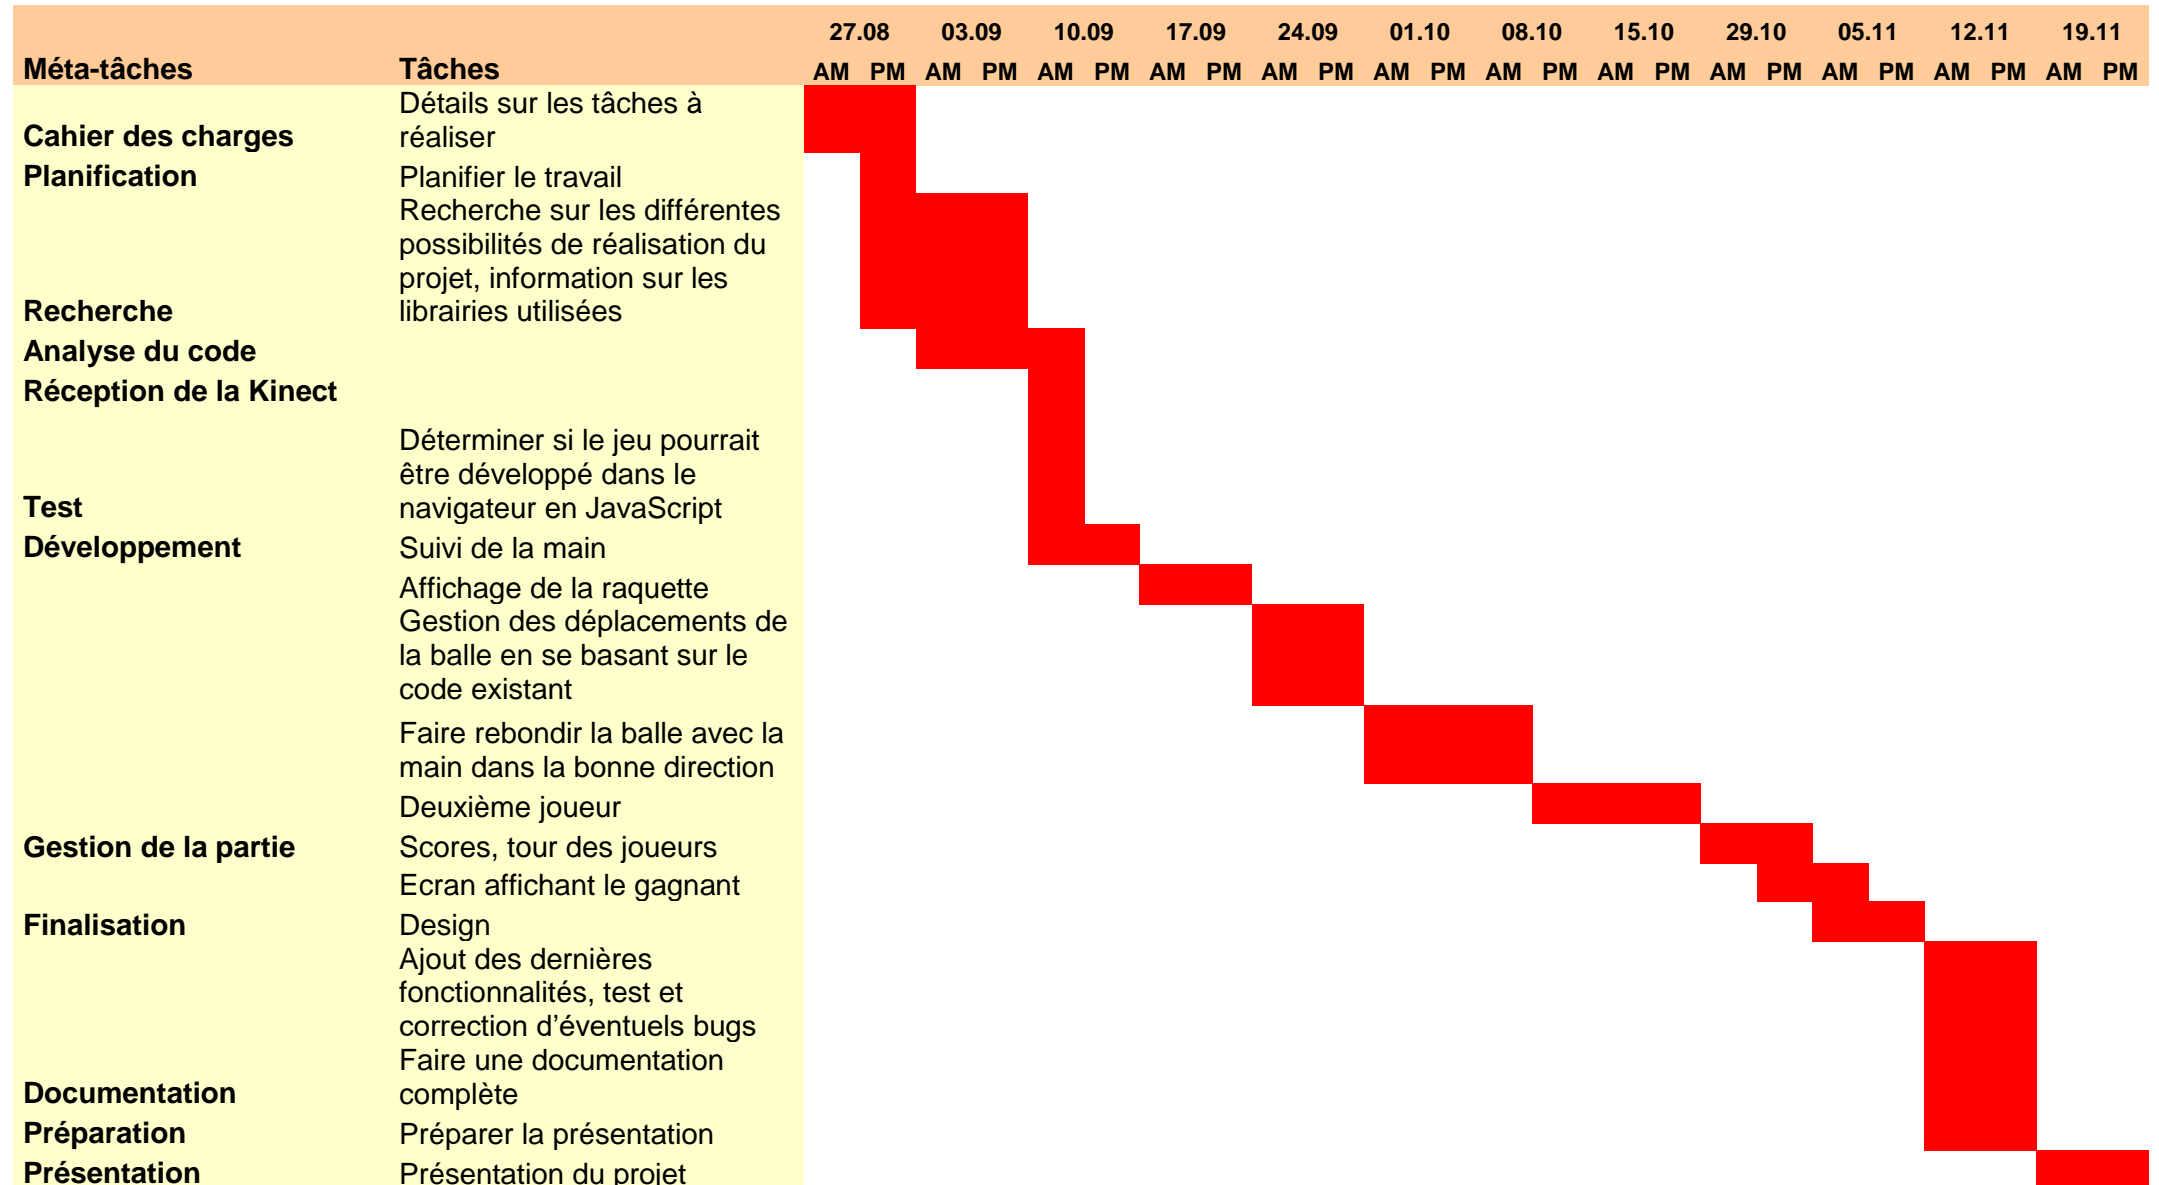 27.08 03.09 10.09 17.09 24.09 01.10 08.10 15.10 29.10 05.11 12.11 19.11
Méta-tâches Tâches AM PM AM PM AM PM AM PM AM PM AM PM AM PM AM PM AM PM AM PM AM PM AM PM
Détails sur les tâches à
Cahier des charges réaliser
Planification Planifier le travail
Recherche sur les différentes
possibilités de réalisation du
projet, information sur les
Recherche librairies utilisées
Analyse du code
Réception de la Kinect
Déterminer si le jeu pourrait
être développé dans le
Test navigateur en JavaScript
Développement Suivi de la main
Affichage de la raquette
Gestion des déplacements de
la balle en se basant sur le
code existant
Faire rebondir la balle avec la
main dans la bonne direction
Deuxième joueur
Gestion de la partie Scores, tour des joueurs
Ecran affichant le gagnant
Finalisation Design
Ajout des dernières
fonctionnalités, test et
correction d’éventuels bugs
Faire une documentation
Documentation complète
Préparation Préparer la présentation
Présentation Présentation du projet